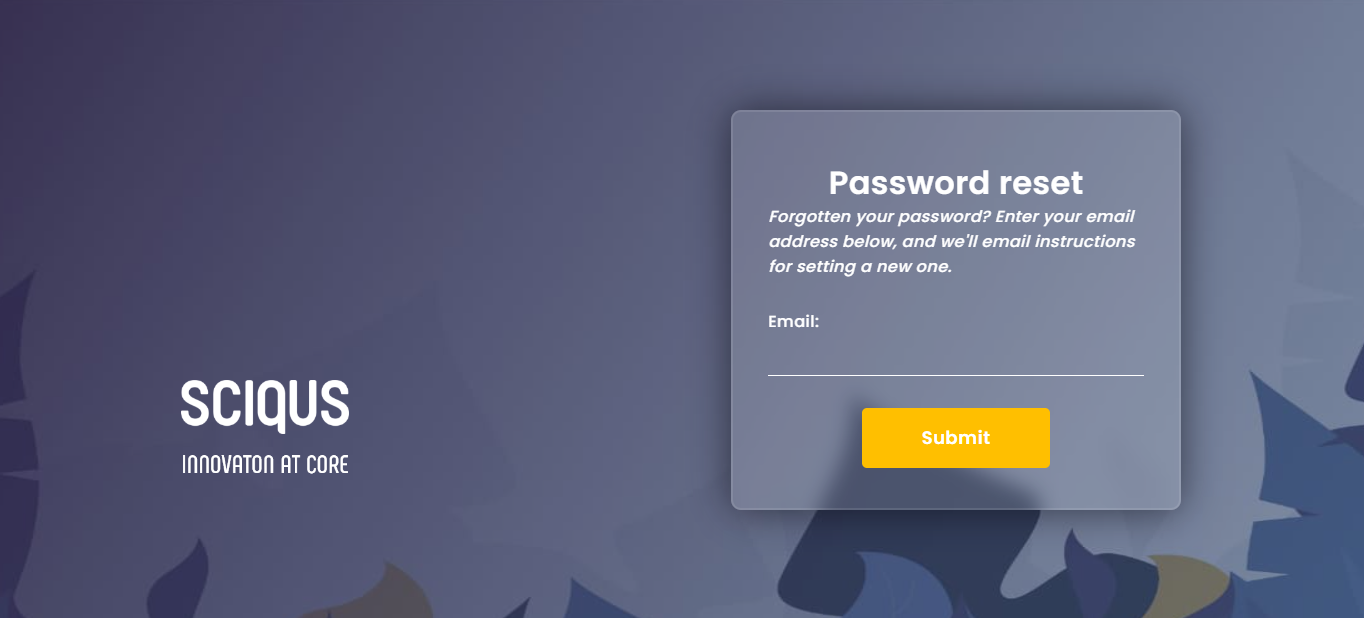 SCIQUS
INNOVATON AT CORE
Password reset
Forgotten your password? Enter your email
address below, and we'll email instructions
for setting a new one.
Email:
Submit